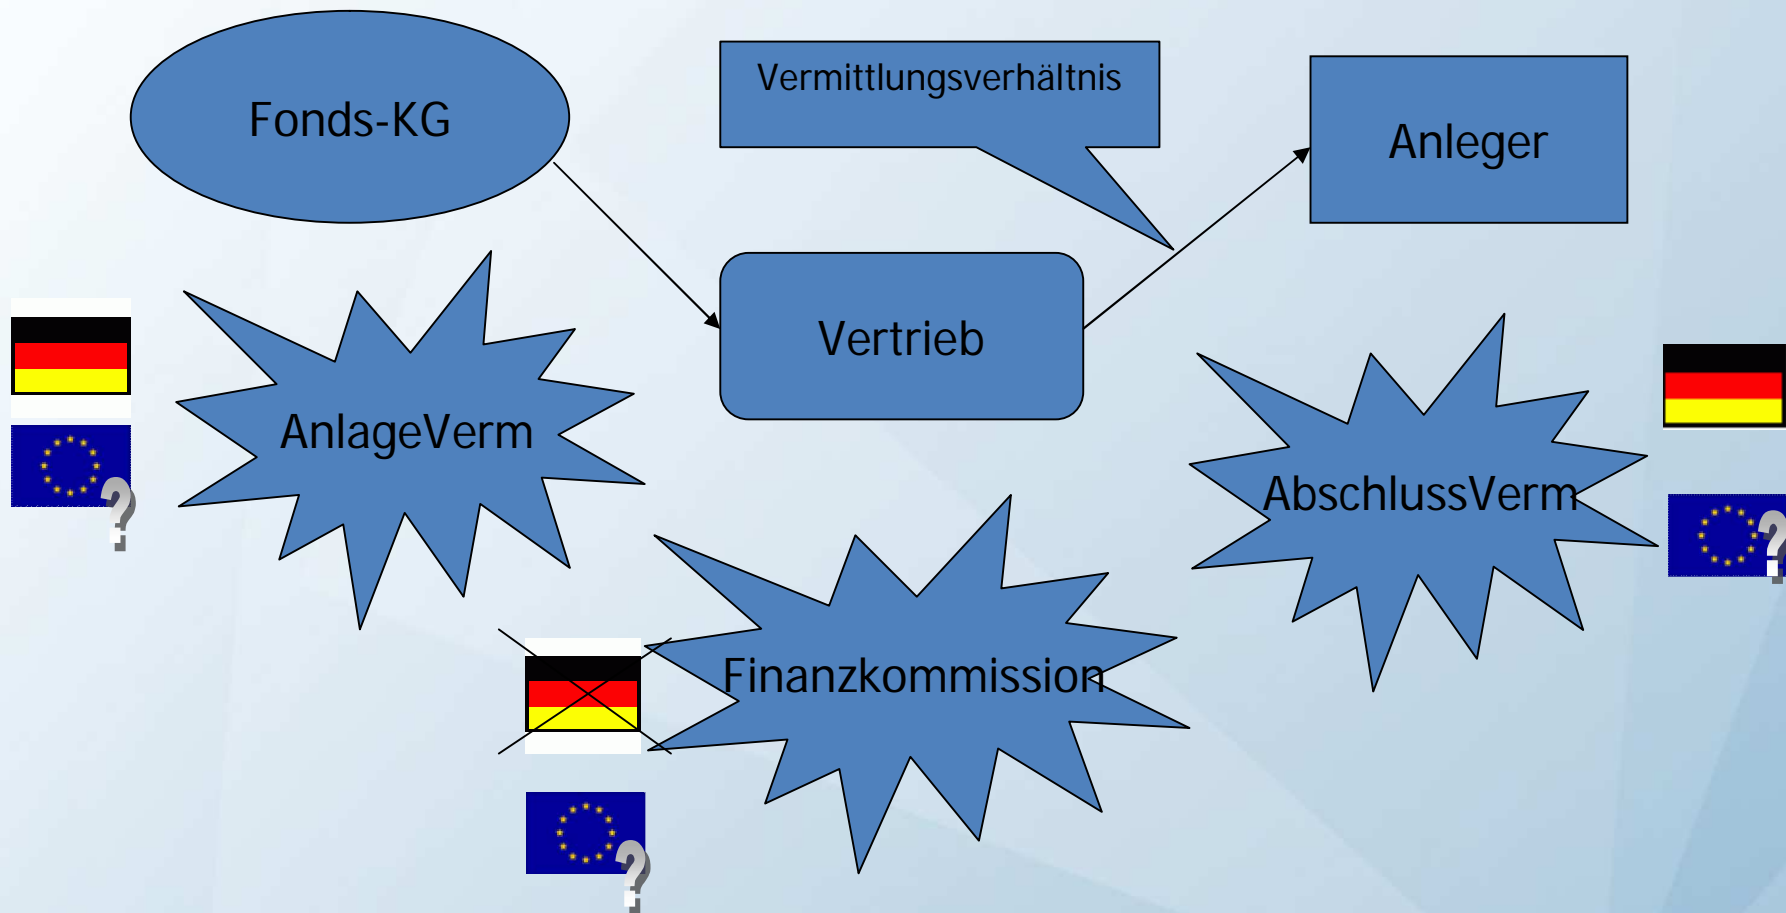 Fonds-KG
Vermittlungsverhältnis
Anleger
Vertrieb
AnlageVerm
AbschlussVerm
Finanzkommission
?
?
?